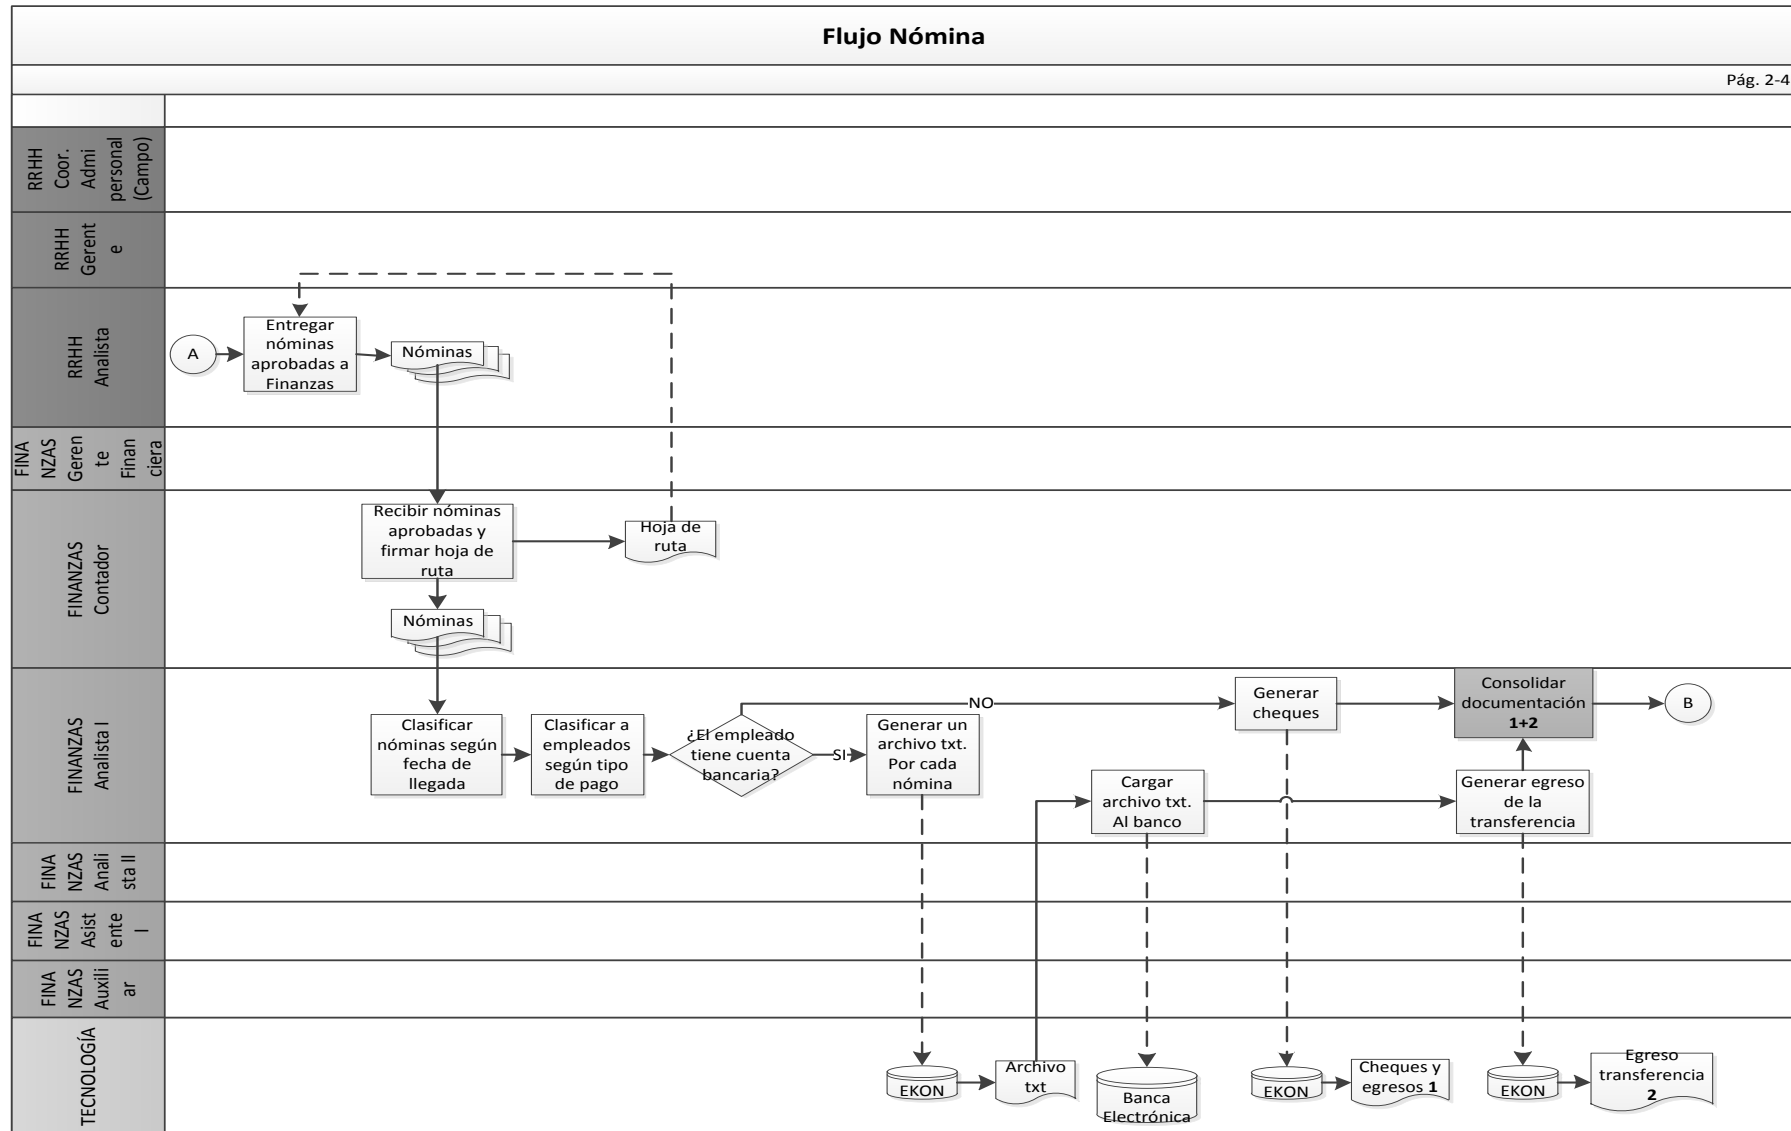 Flujo Nómina
Pág. 2-4
RRHH
Coor.
Admi
personal
(Campo)
RRHH
Gerent
e
RRHH
Analista
A
Entregar
nóminas
aprobadas a
Finanzas
Nóminas
FINA
NZAS
Geren
te
Finan
ciera
FINANZAS
Contador
Recibir nóminas
aprobadas y
firmar hoja de
ruta
Hoja de
ruta
Nóminas
FINANZAS
Analista I
Clasificar
nóminas según
fecha de
llegada
Clasificar a
empleados
según tipo
de pago
¿El empleado
tiene cuenta
bancaria?
NO
SI
Generar un
archivo txt.
Por cada
nómina
Cargar
archivo txt.
Al banco
Generar
cheques
Consolidar
documentación
1+2
B
Generar egreso
de la
transferencia
FINA
NZAS
Anali
sta II
FINA
NZAS
Asist
ente
I
FINA
NZAS
Auxili
ar
TECNOLOGÍA
EKON
Archivo
txt
Banca
Electrónica
EKON
Cheques y
egresos 1
EKON
Egreso
transferencia
2